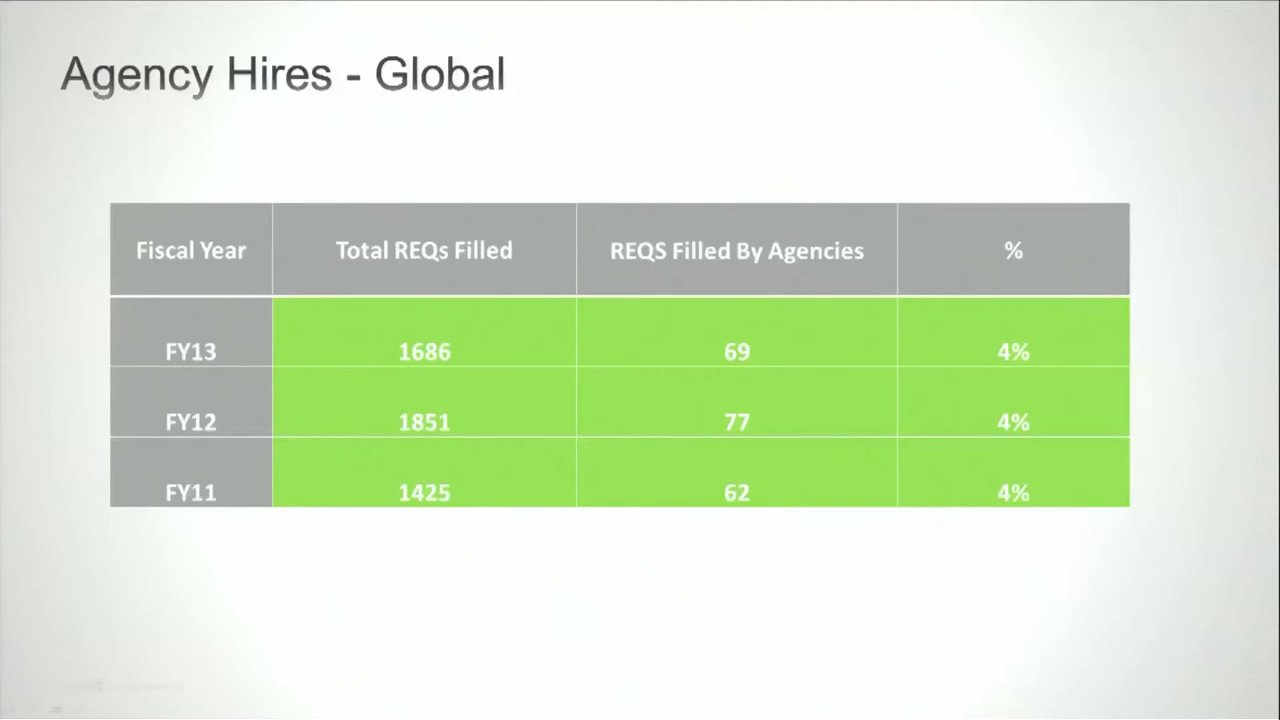 Agency Hires - Global
Fiscal Year Total REQs Filled REQS Filled By Agencies %
FY13 1686 69 4%
FY12 1851 77 4%
FY11 1425 62 4%